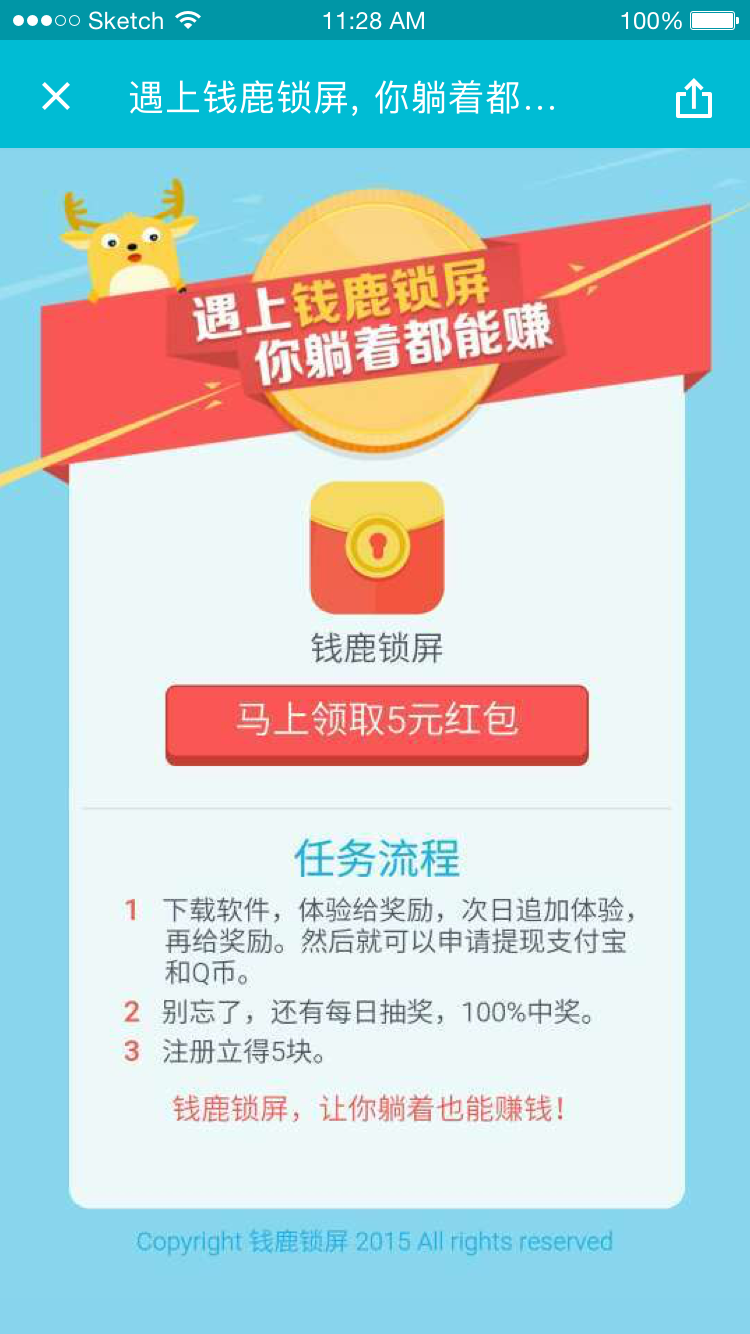 Sketch 11:28 AM 100%
遇上钱鹿锁屏, 你躺着都...
遇上钱鹿锁屏
你躺着都能赚
钱鹿锁屏
马上领取5元红包
任务流程
1 下载软件，体验给奖励，次日追加体验，
再给奖励。然后就可以申请提现支付宝
和Q币。
2 别忘了，还有每日抽奖，100%中奖。
3 注册立得5块。
钱鹿锁屏，让你躺着也能赚钱！
Copyright 钱鹿锁屏 2015 All rights reserved